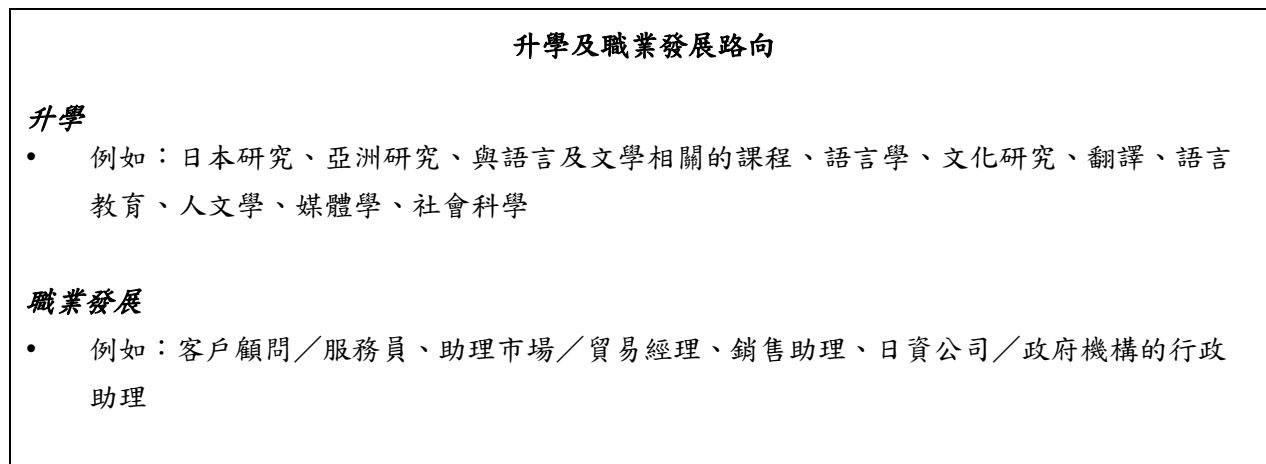 升學及職業發展路向
升學
• 例如：日本研究、亞洲研究、與語言及文學相關的課程、語言學、文化研究、翻譯、語言
教育、人文學、媒體學、社會科學
職業發展
• 例如：客戶顧問／服務員、助理市場／貿易經理、銷售助理、日資公司／政府機構的行政
助理